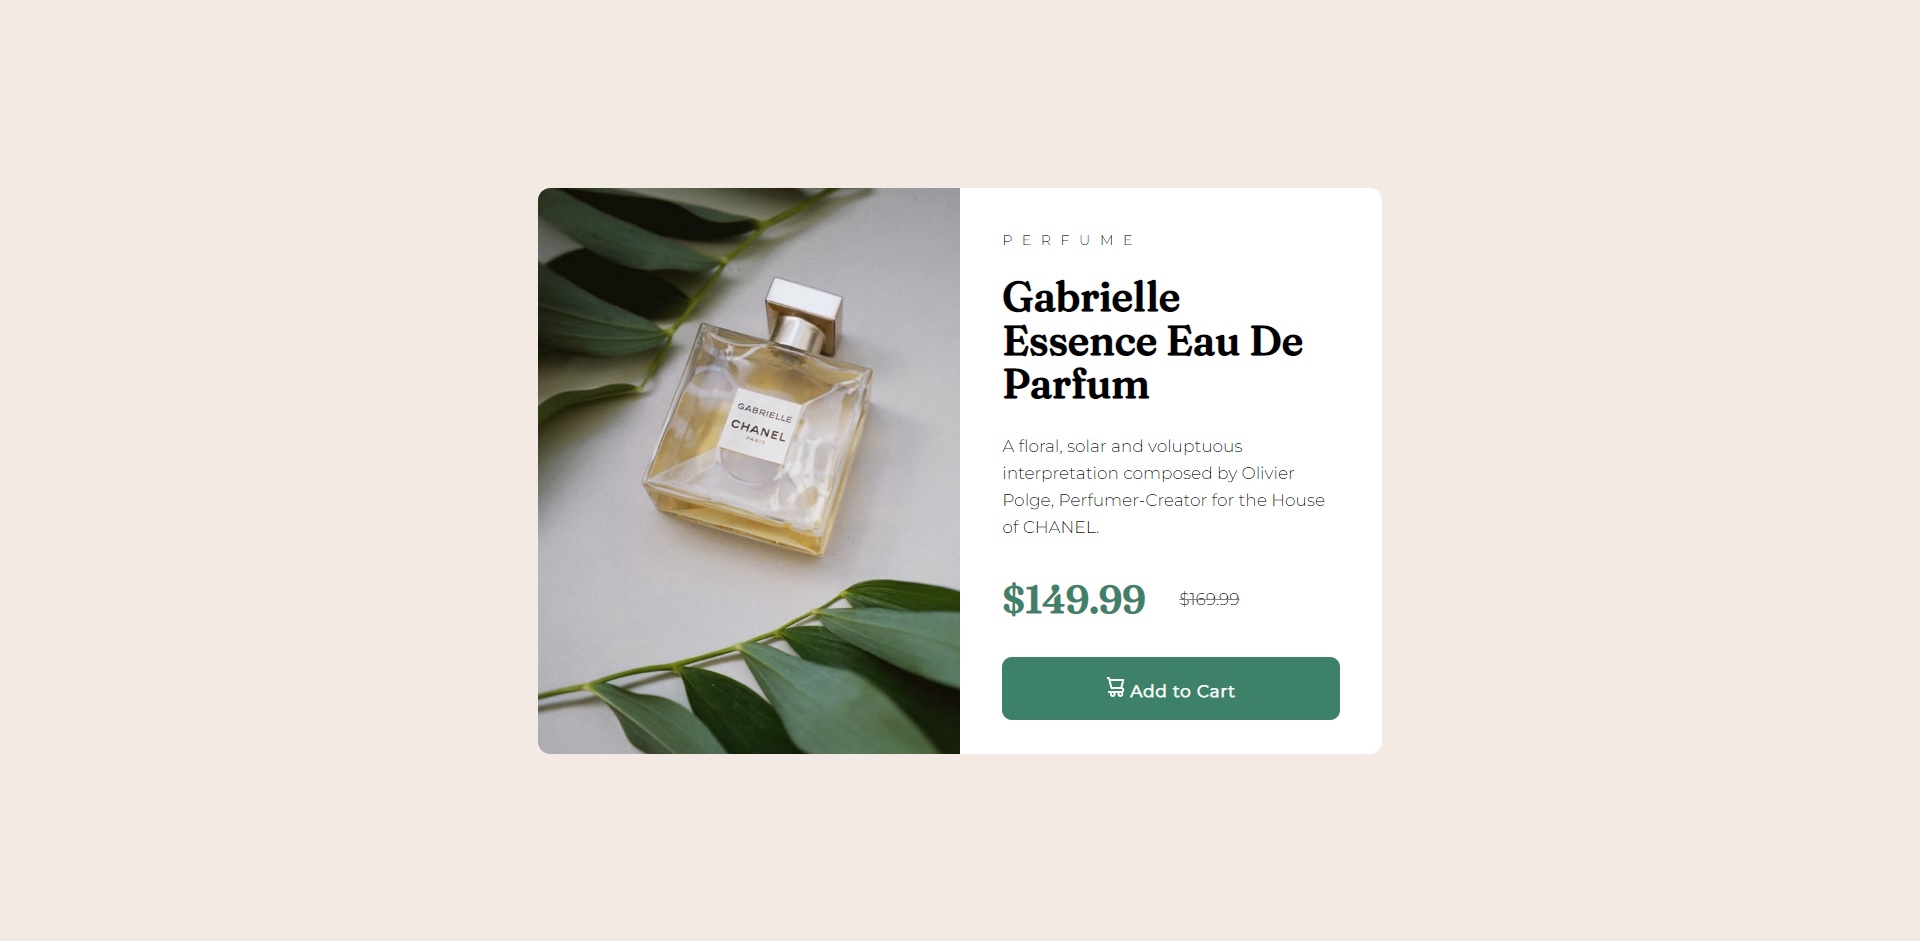 GABRIELLE
CHANEL
PARIS
P E R F U M E
Gabrielle
Essence Eau De
Parfum
A floral, solar and voluptuous
interpretation composed by Olivier
Polge, Perfumer-Creator for the House
of CHANEL.
$149.99 $169.99
Add to Cart